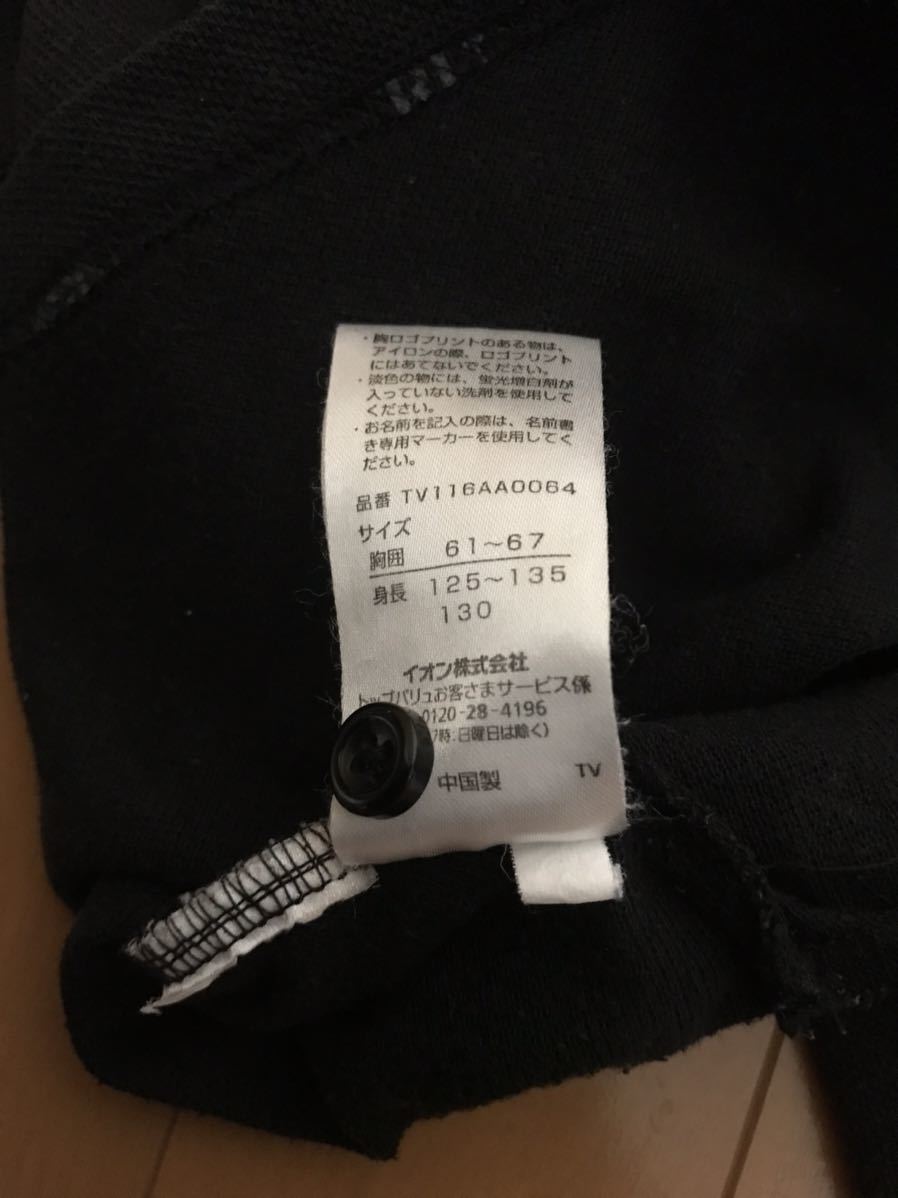 ・胸ロゴプリントのある物は、
アイロンの際、ロゴプリント
にはあてないでください。
・淡色の物には、蛍光増白剤が
入っていない洗剤を使用して
ください。
・お名前を記入の際は、名前書
き専用マーカーを使用してく
ださい。
品番 TV116AA0064
サイズ
胸囲 61～67
身長 125～135
130
イオン株式会社
トップバリュお客さまサービス係
0120-28-4196
時:日曜日は除く)
中国製 TV